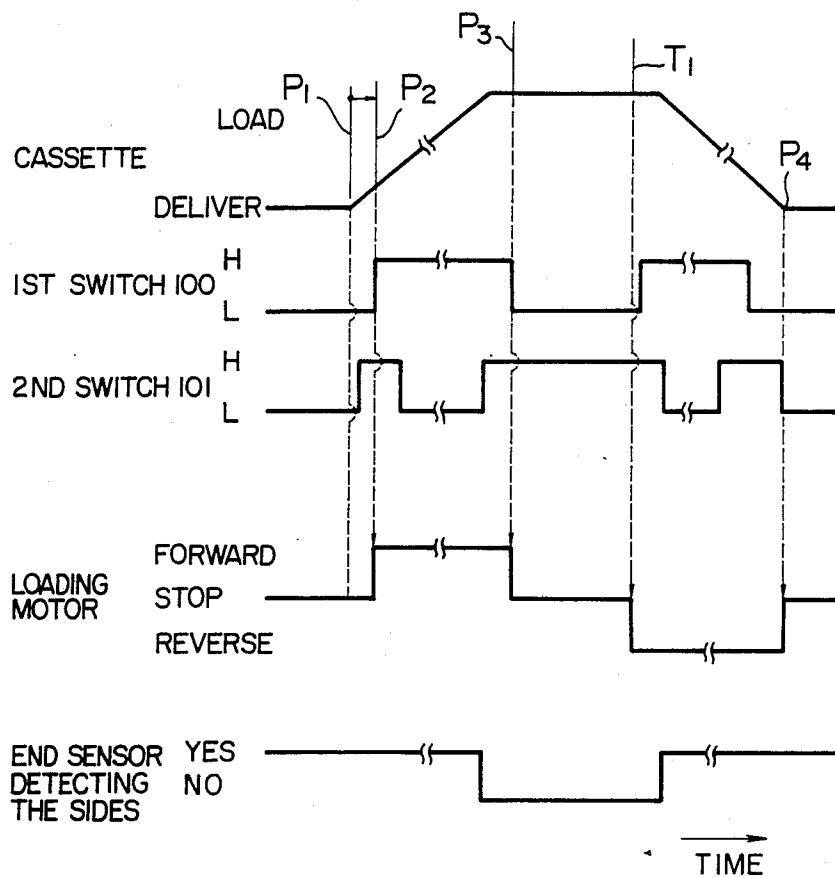 P3
T1
P1
P2
LOAD
CASSETTE
P4
DELIVER
H
1ST SWITCH 100
L
H
2ND SWITCH 101
L
FORWARD
LOADING
MOTOR
STOP
REVERSE
END SENSOR
DETECTING
THE SIDES
YES
NO
TIME